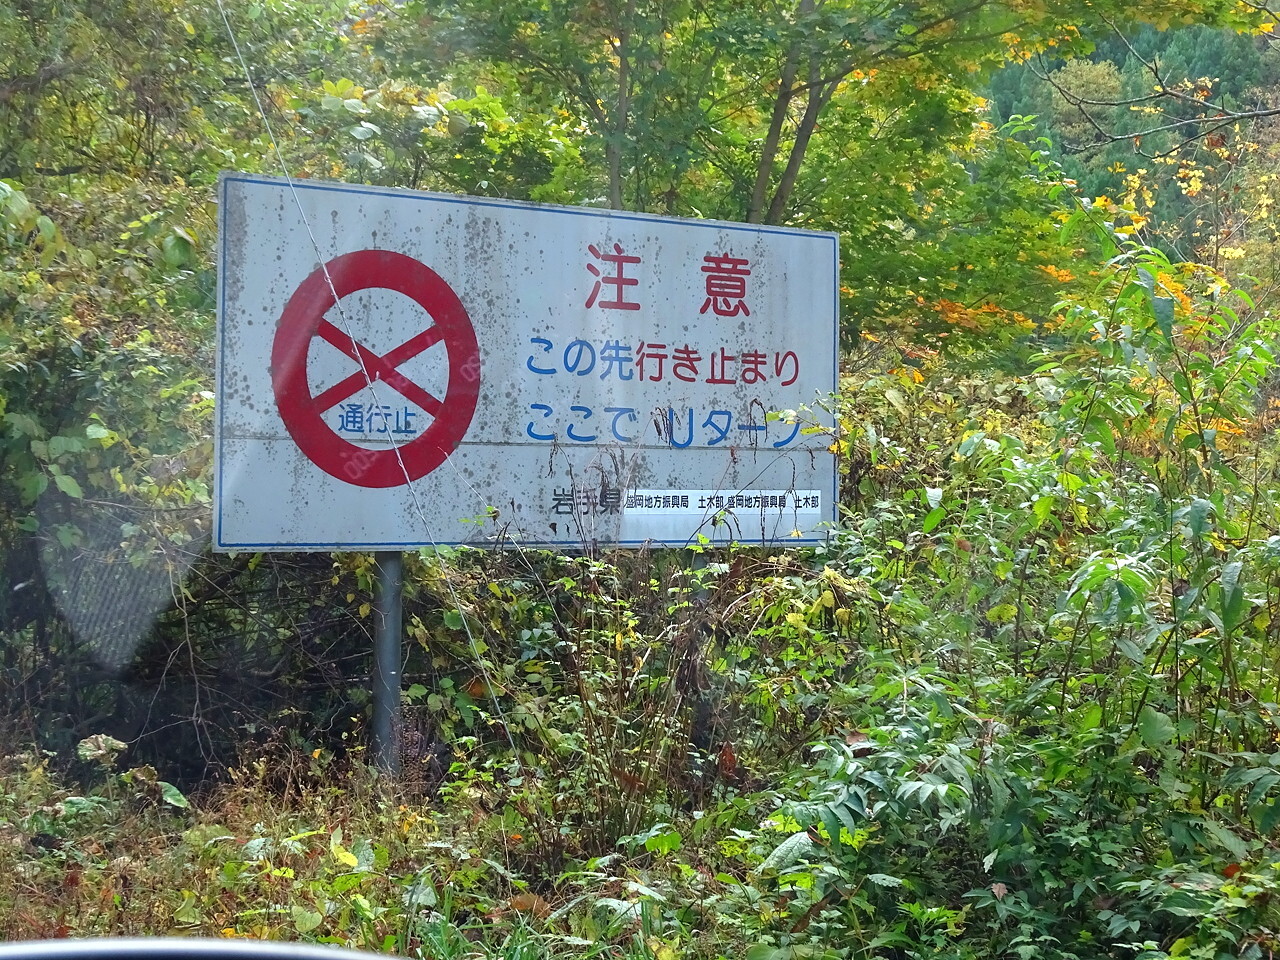 注意
この先行き止まり
ここでUターン
通行止
岩手県 盛岡地方振興局 土木部 盛岡地方振興局 土木部